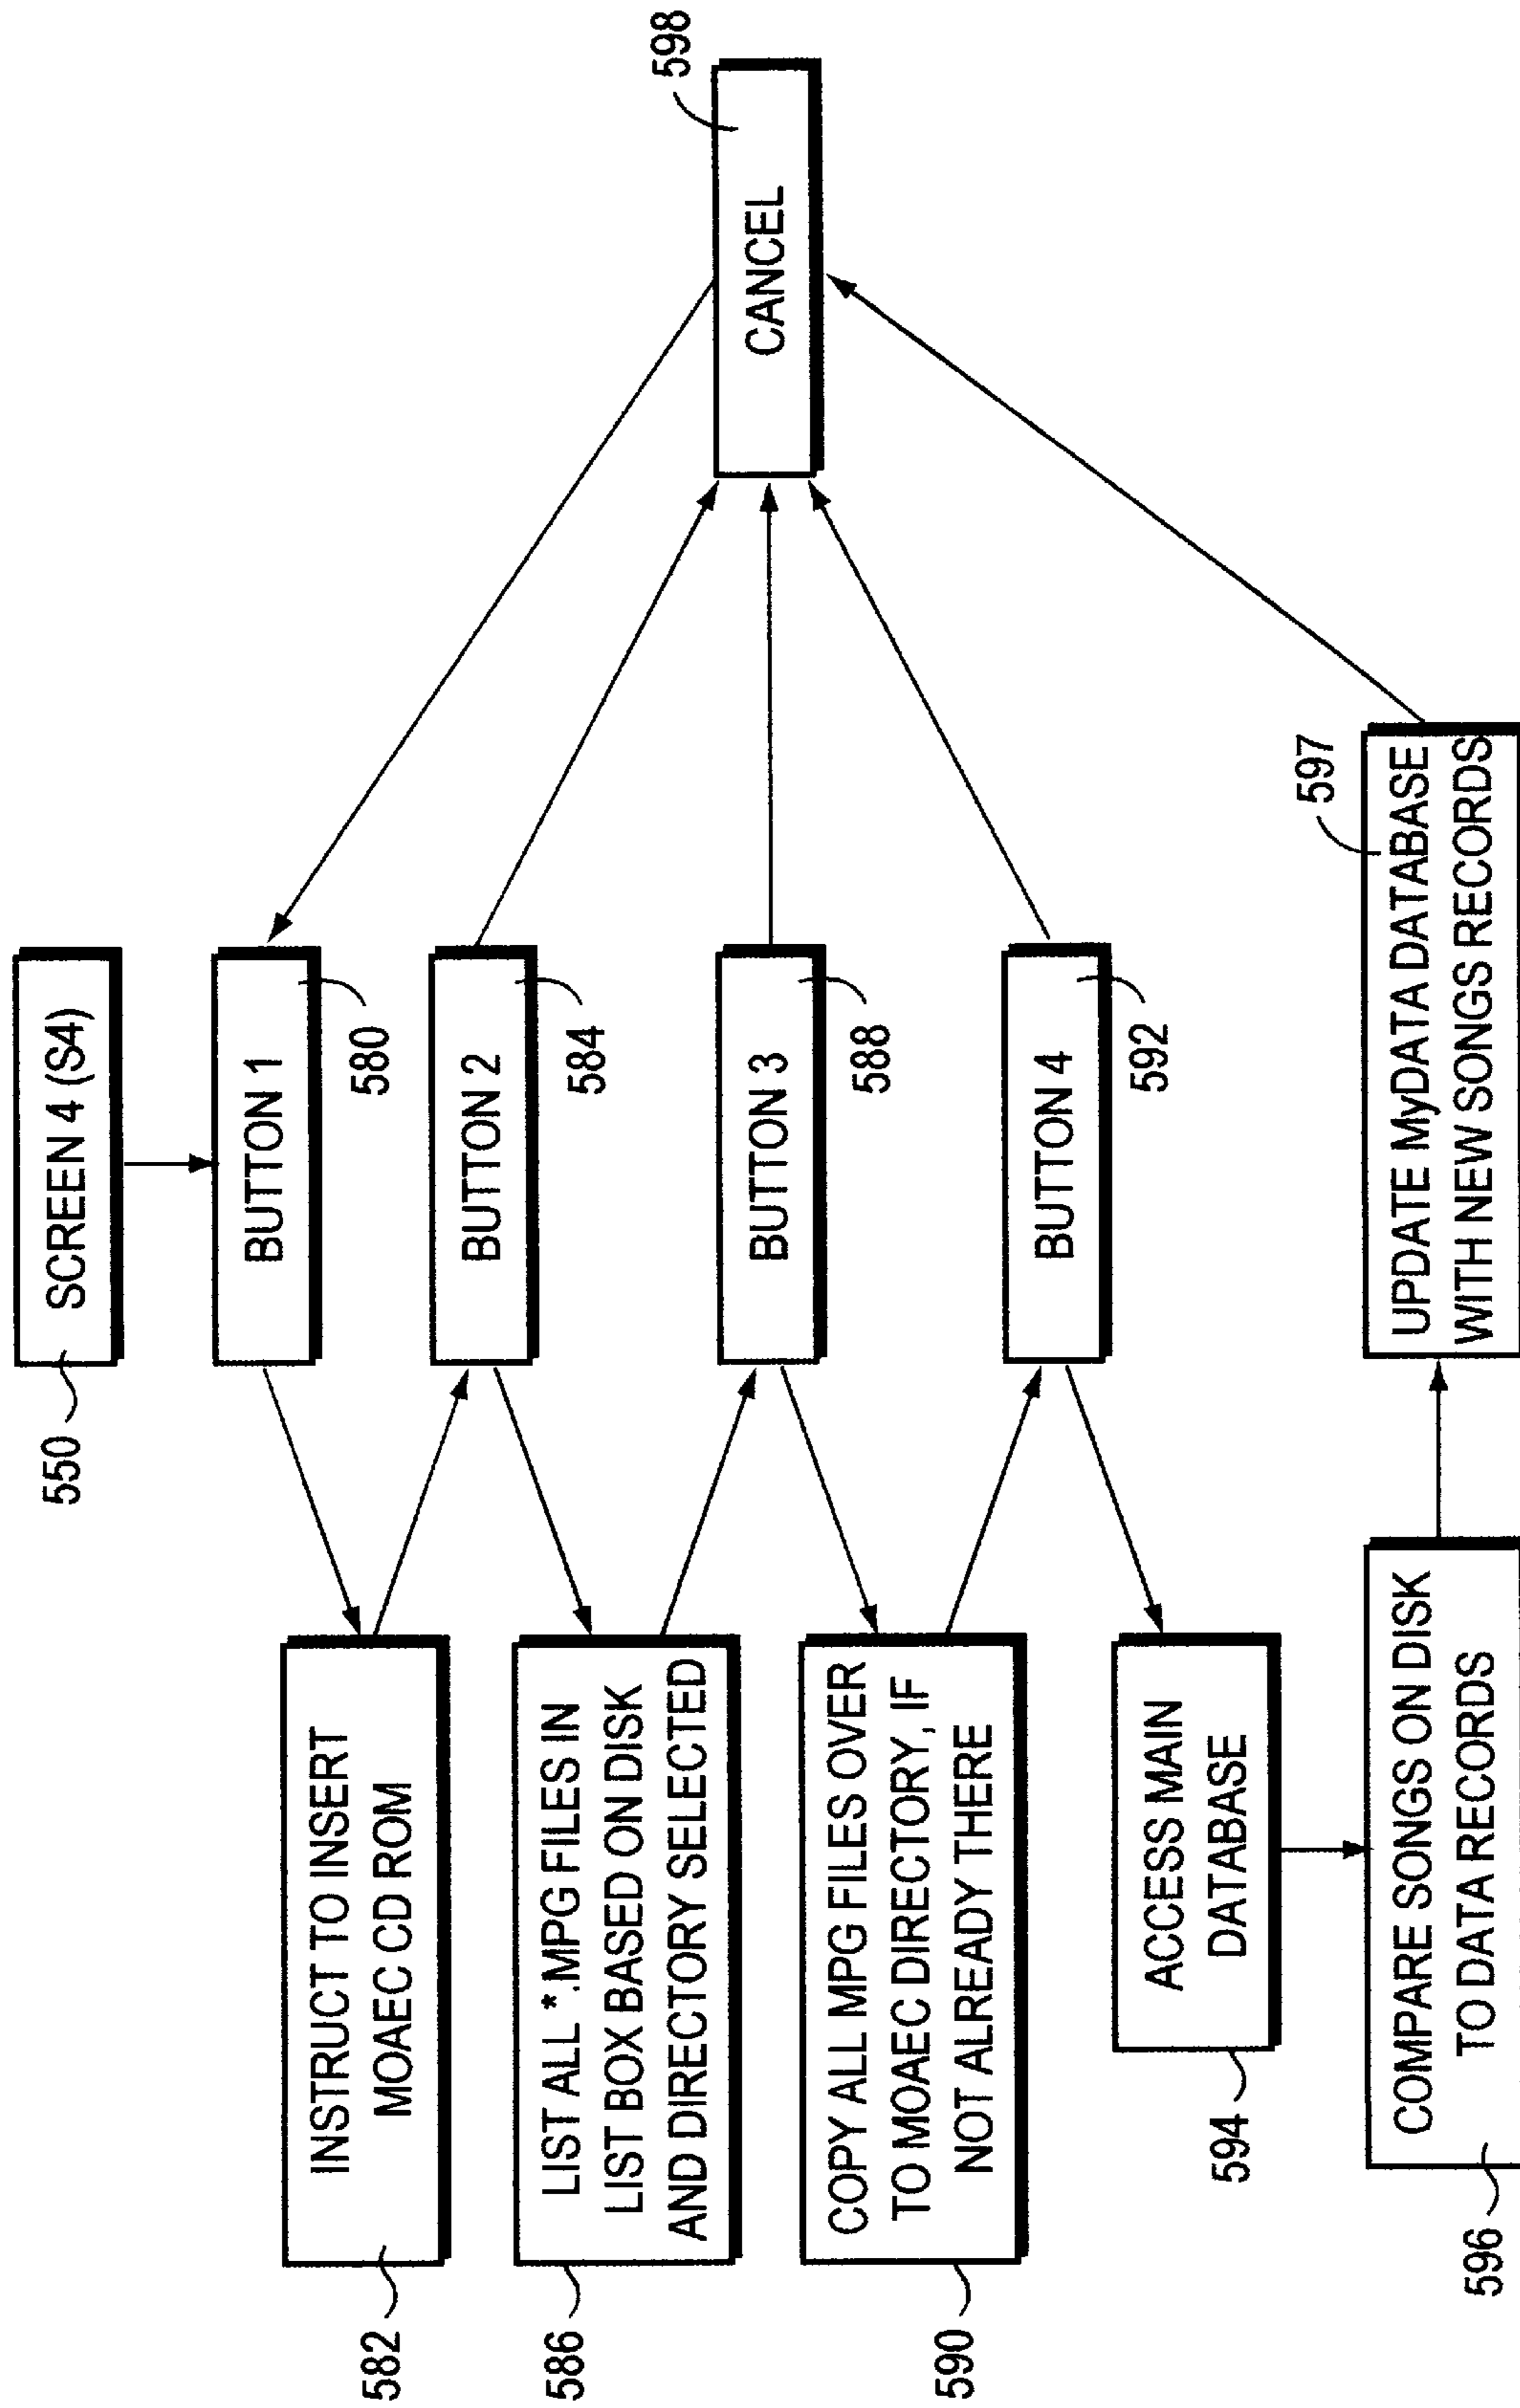 550
SCREEN 4 (S4)
BUTTON 1
580
INSTRUCT TO INSERT
MOAEC CD ROM
582
BUTTON 2
584
LIST ALL *.MPG FILES IN
LIST BOX BASED ON DISK
AND DIRECTORY SELECTED
586
BUTTON 3
588
COPY ALL MPG FILES OVER
TO MOAEC DIRECTORY, IF
NOT ALREADY THERE
590
BUTTON 4
592
ACCESS MAIN
DATABASE
594
COMPARE SONGS ON DISK
TO DATA RECORDS
596
UPDATE MyDATA DATABASE
WITH NEW SONGS RECORDS
597
CANCEL
598